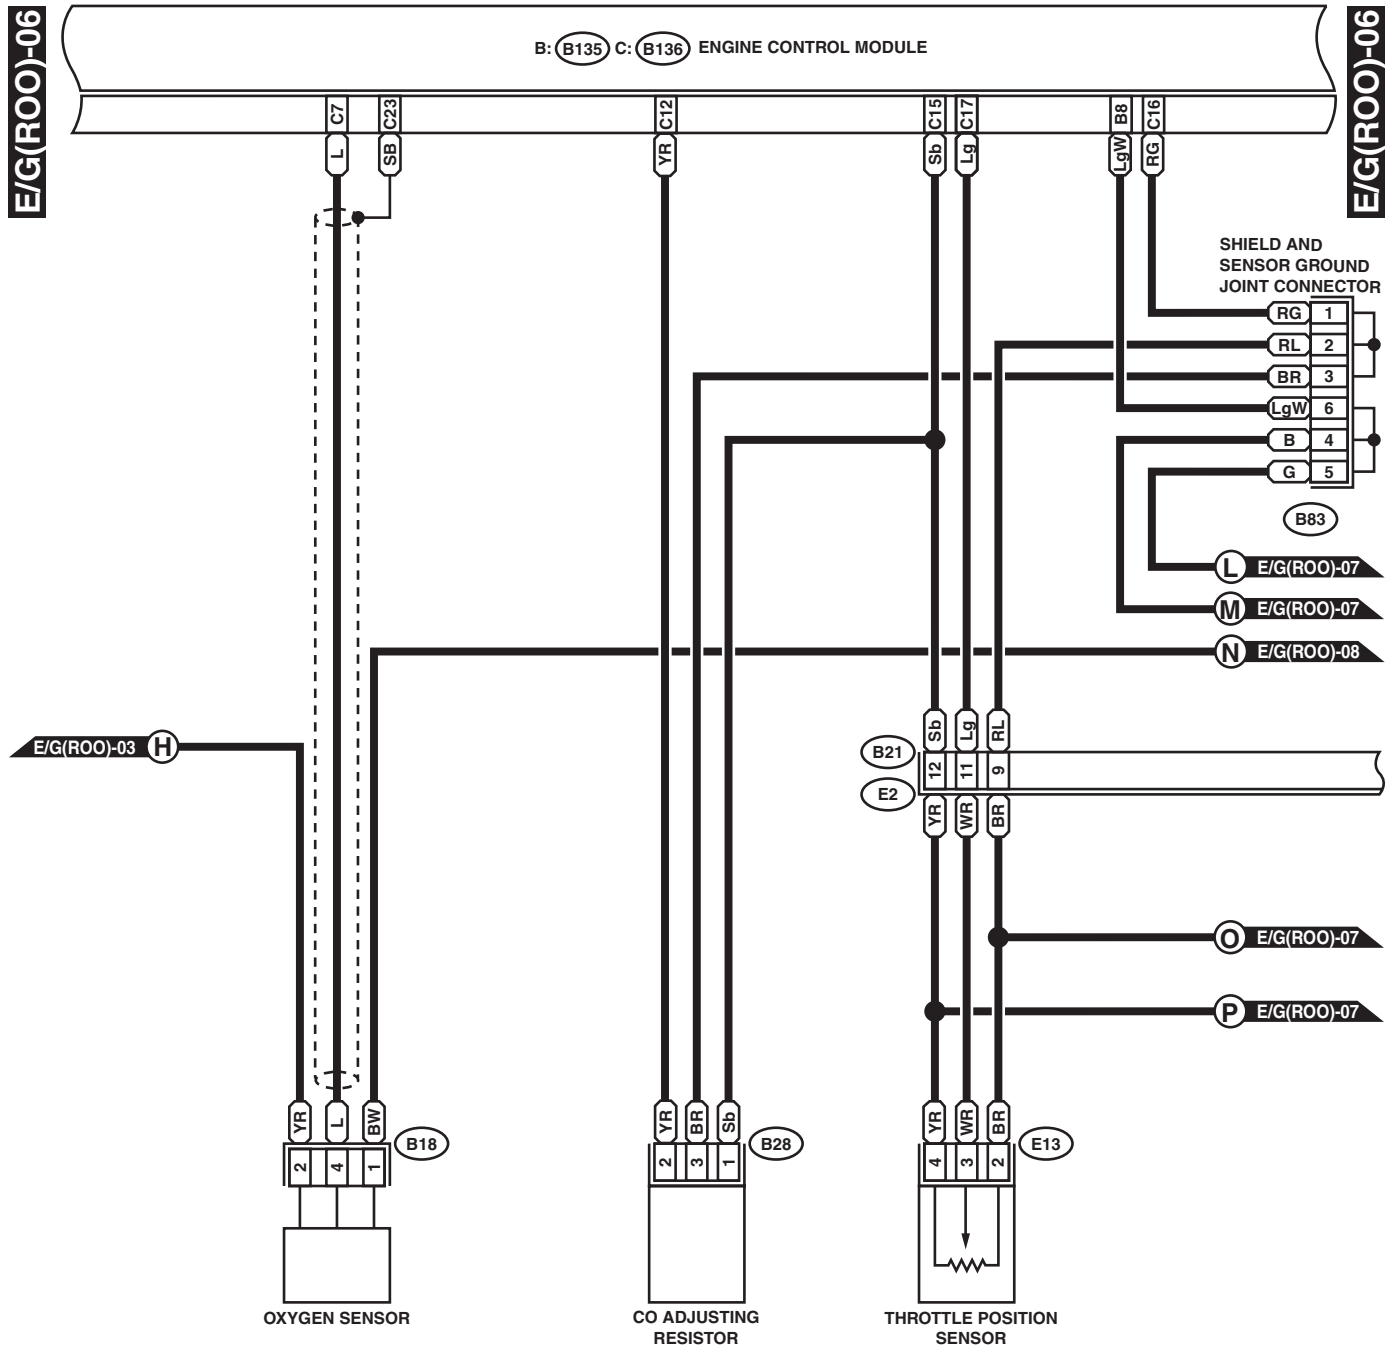 E/G(ROO)-06
E/G(ROO)-06
B: B135 C: B136 ENGINE CONTROL MODULE
C7 C23 C12 C15 C17 B8 C16
L SB YR Sb Lg LgW RG
SHIELD AND
SENSOR GROUND
JOINT CONNECTOR
RG 1
RL 2
BR 3
LgW 6
B 4
G 5
B83
L E/G(ROO)-07
M E/G(ROO)-07
N E/G(ROO)-08
E/G(ROO)-03 H
Sb Lg RL
B21 12 11 9
E2
YR WR BR
O E/G(ROO)-07
P E/G(ROO)-07
YR L BW YR BR Sb YR WR BR
B18 B28 E13
2 4 1 2 3 1 4 3 2
OXYGEN SENSOR
CO ADJUSTING
RESISTOR
THROTTLE POSITION
SENSOR